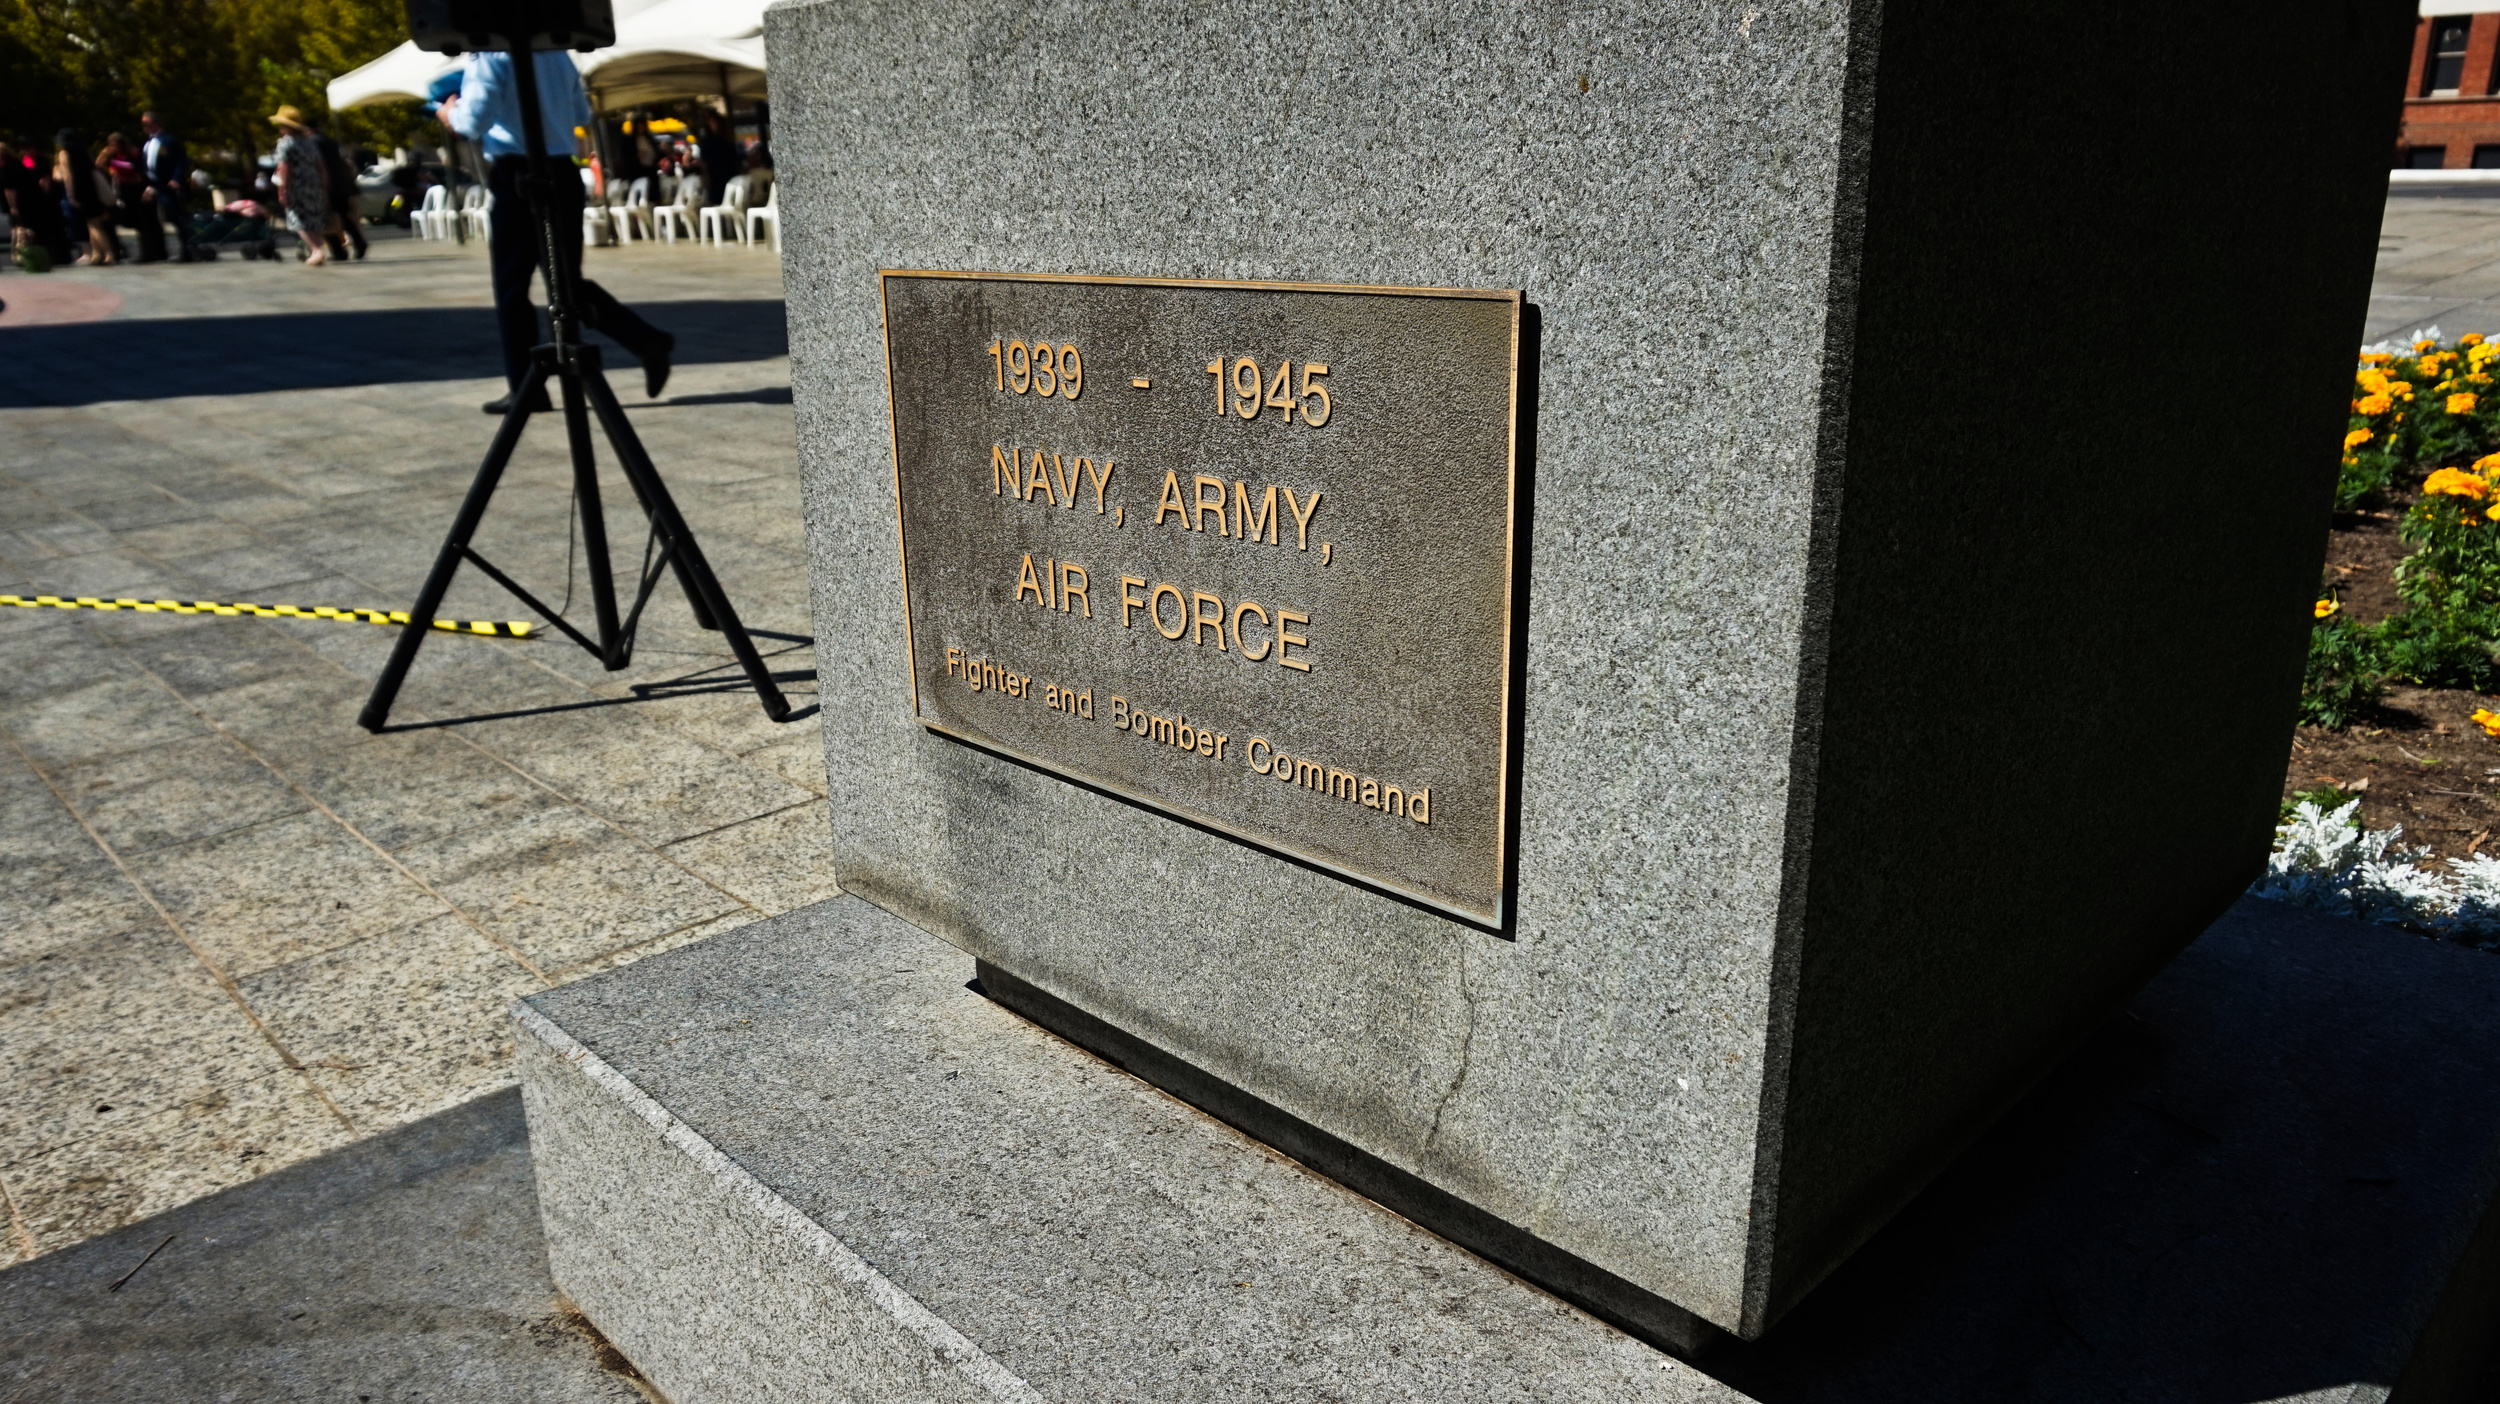 1939 - 1945
NAVY, ARMY,
AIR FORCE
Fighter and Bomber Command